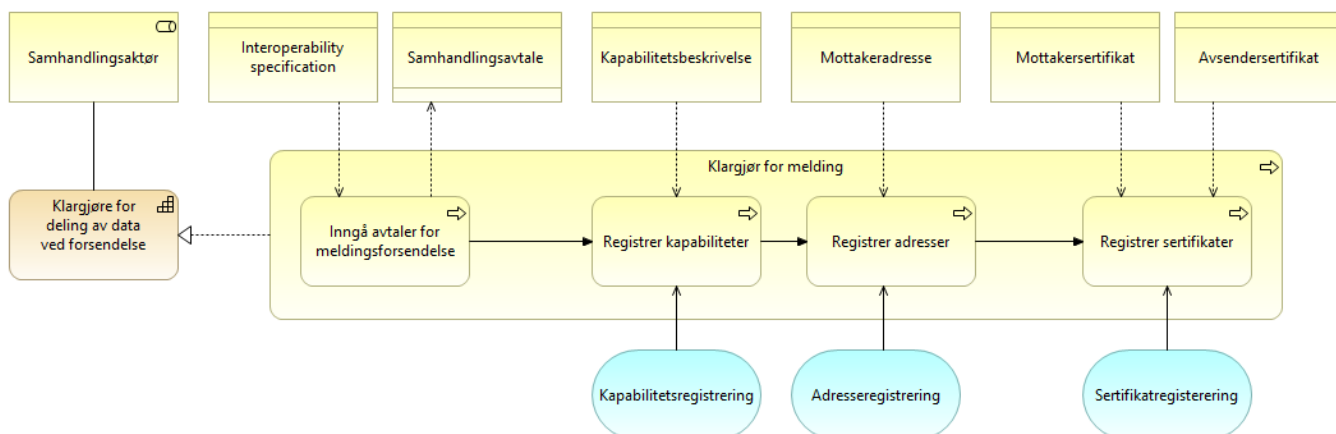 Samhandlingsaktør
Interoperability
specification
Samhandlingsavtale
Kapabilitetsbeskrivelse
Mottakeradresse
Mottakersertifikat
Avsendersertifikat
Klargjør for melding
Klargjøre for
deling av data
ved forsendelse
Inngå avtaler for
meldingsforsendelse
Registrer kapabiliteter
Registrer adresser
Registrer sertifikater
Kapabilitetsregistrering
Adresseregistrering
Sertifikatregisterering